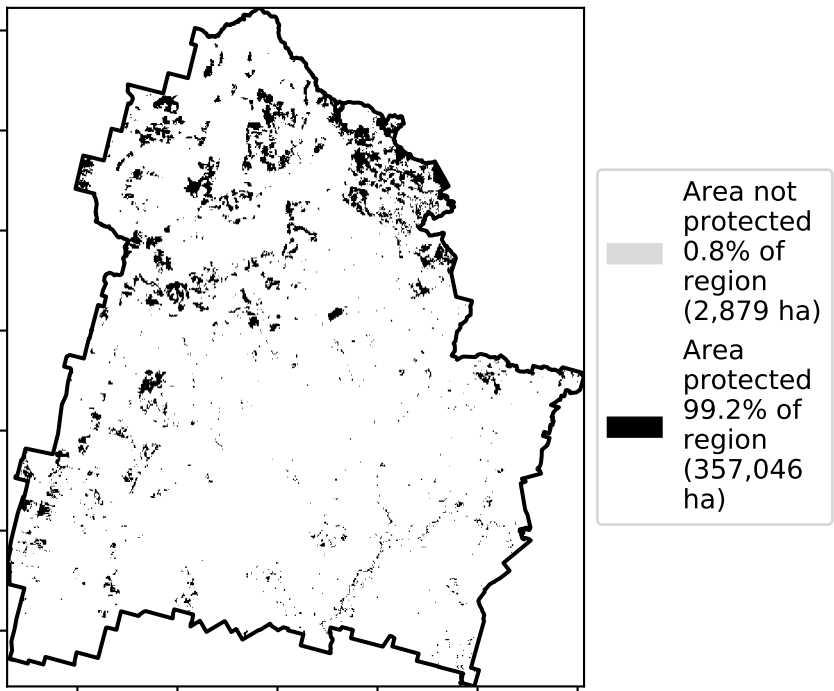 Area not
protected
0.8% of
region
(2,879 ha)
Area
protected
99.2% of
region
(357,046
ha)